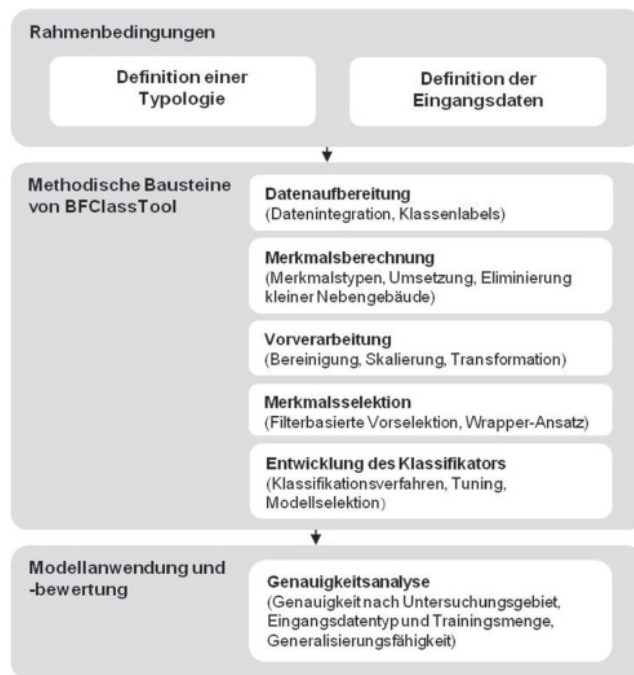 Rahmenbedingungen
Definition einer
Typologie
Definition der
Eingangsdaten
Methodische Bausteine
von BFClassTool
Datenaufbereitung
(Datenintegration, Klassenlabels)
Merkmalsberechnung
(Merkmalstypen, Umsetzung, Eliminierung
kleiner Nebengebäude)
Vorverarbeitung
(Bereinigung, Skalierung, Transformation)
Merkmalsselektion
(Filterbasierte Vorselektion, Wrapper-Ansatz)
Entwicklung des Klassifikators
(Klassifikationsverfahren, Tuning,
Modellselektion)
Modellanwendung und
-bewertung
Genauigkeitsanalyse
(Genauigkeit nach Untersuchungsgebiet,
Eingangsdatentyp und Trainingsmenge,
Generalisierungsfähigkeit)